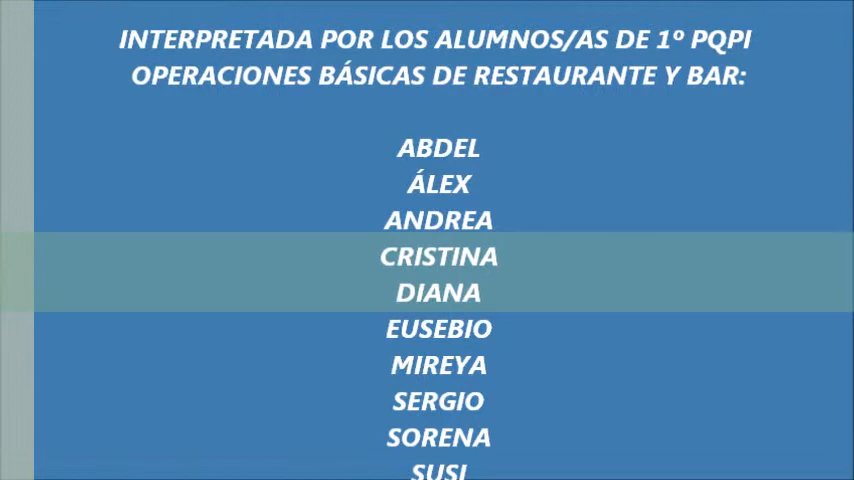 INTERPRETADA POR LOS ALUMNOS/AS DE 1º PQPI
OPERACIONES BÁSICAS DE RESTAURANTE Y BAR:
ABDEL
ÁLEX
ANDREA
CRISTINA
DIANA
EUSEBIO
MIREYA
SERGIO
SORENA
SUSI